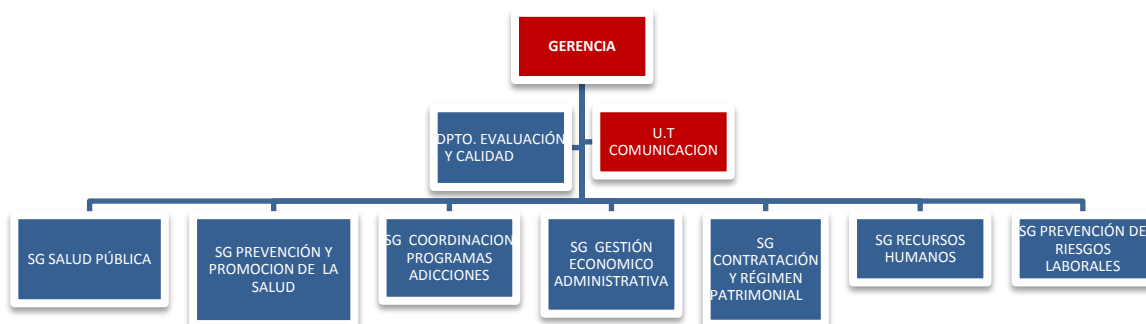 GERENCIA
DPTO. EVALUACIÓN
Y CALIDAD
U.T
COMUNICACION
SG SALUD PÚBLICA
SG PREVENCIÓN Y
PROMOCION DE LA
SALUD
SG COORDINACION
PROGRAMAS
ADICCIONES
SG GESTIÓN
ECONOMICO
ADMINISTRATIVA
SG
CONTRATACIÓN
Y RÉGIMEN
PATRIMONIAL
SG RECURSOS
HUMANOS
SG PREVENCIÓN DE
RIESGOS
LABORALES